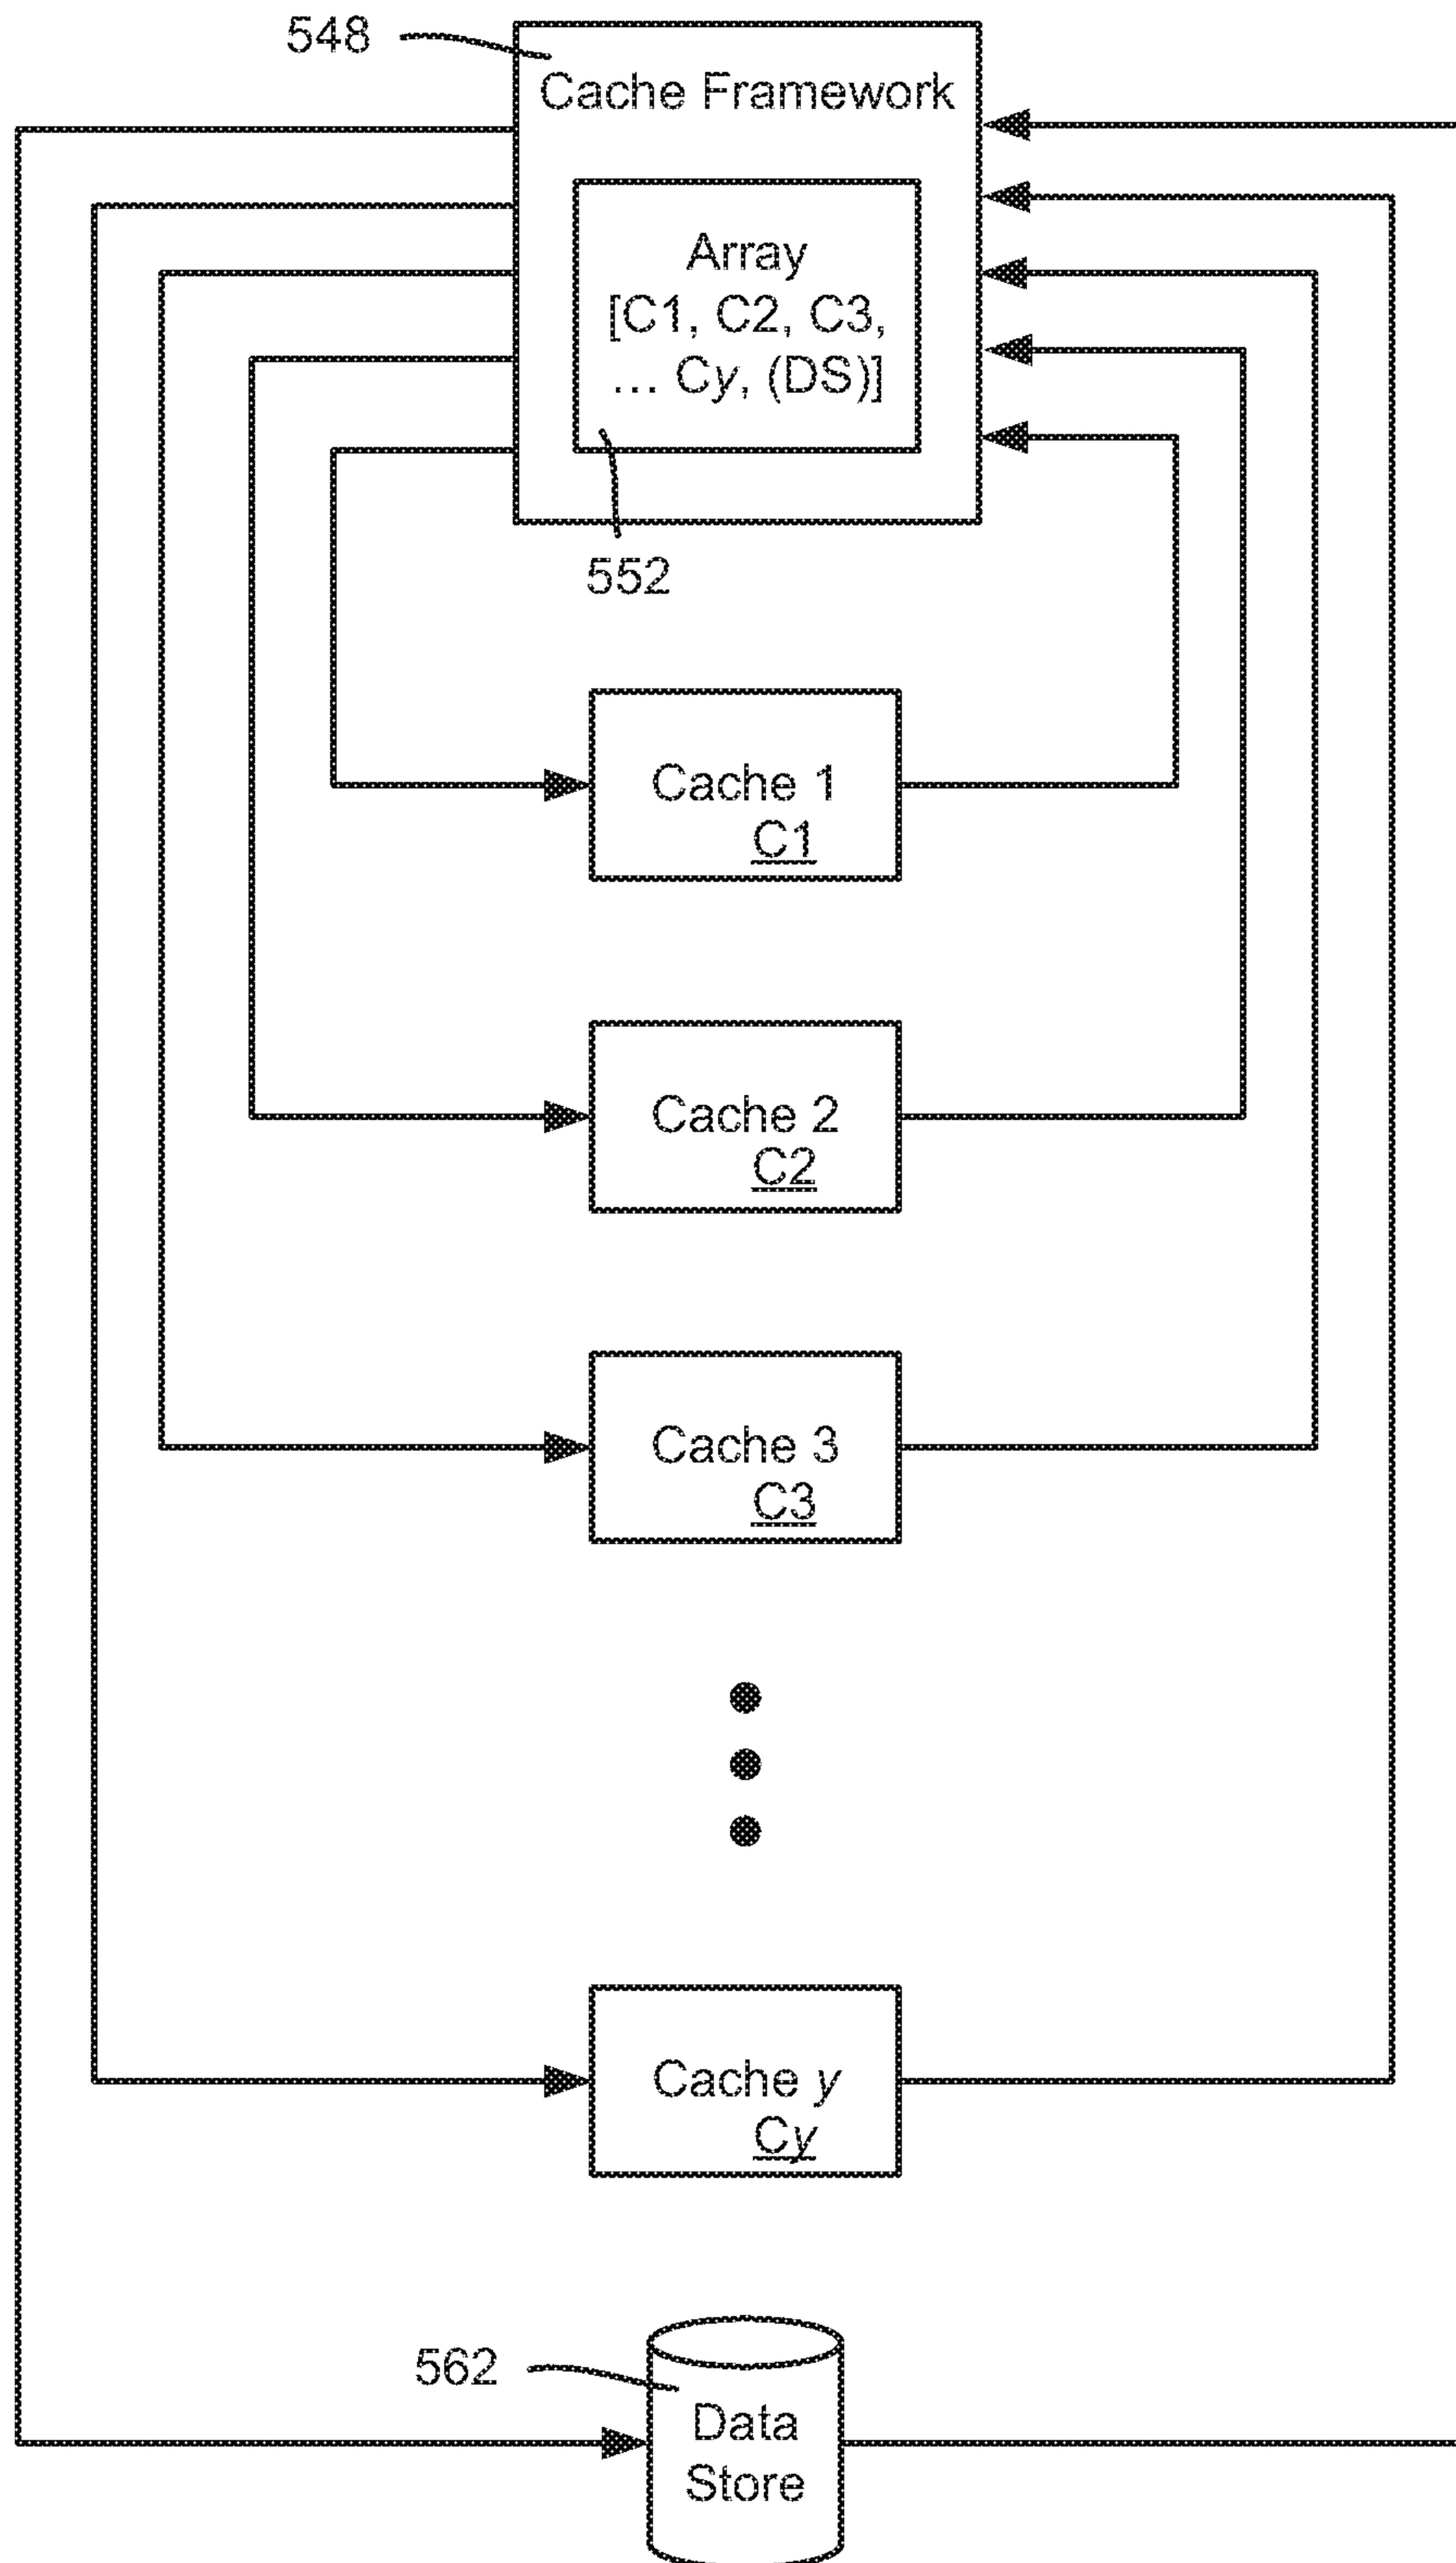 548
Cache Framework
Array
[C1, C2, C3,
... Cy, (DS)]
552
Cache 1
C1
Cache 2
C2
Cache 3
C3
Cache y
Cy
562
Data
Store